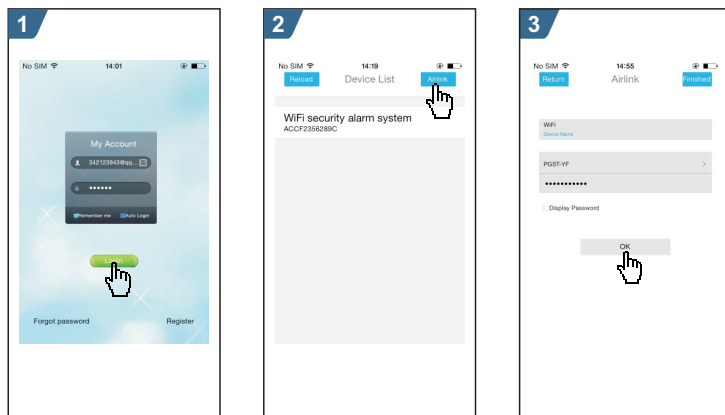 1
No SIM 14:01
My Account
342123943@qq...
••••••
Remember me Auto Login
Login
Forgot password Register
2
No SIM 14:19
Reload Device List Airlink
WiFi security alarm system
ACCF2356289C
3
No SIM 14:55
Return Airlink Finished
WiFi
Device Name
PGST-YF >
•••••••••••
Display Password
OK